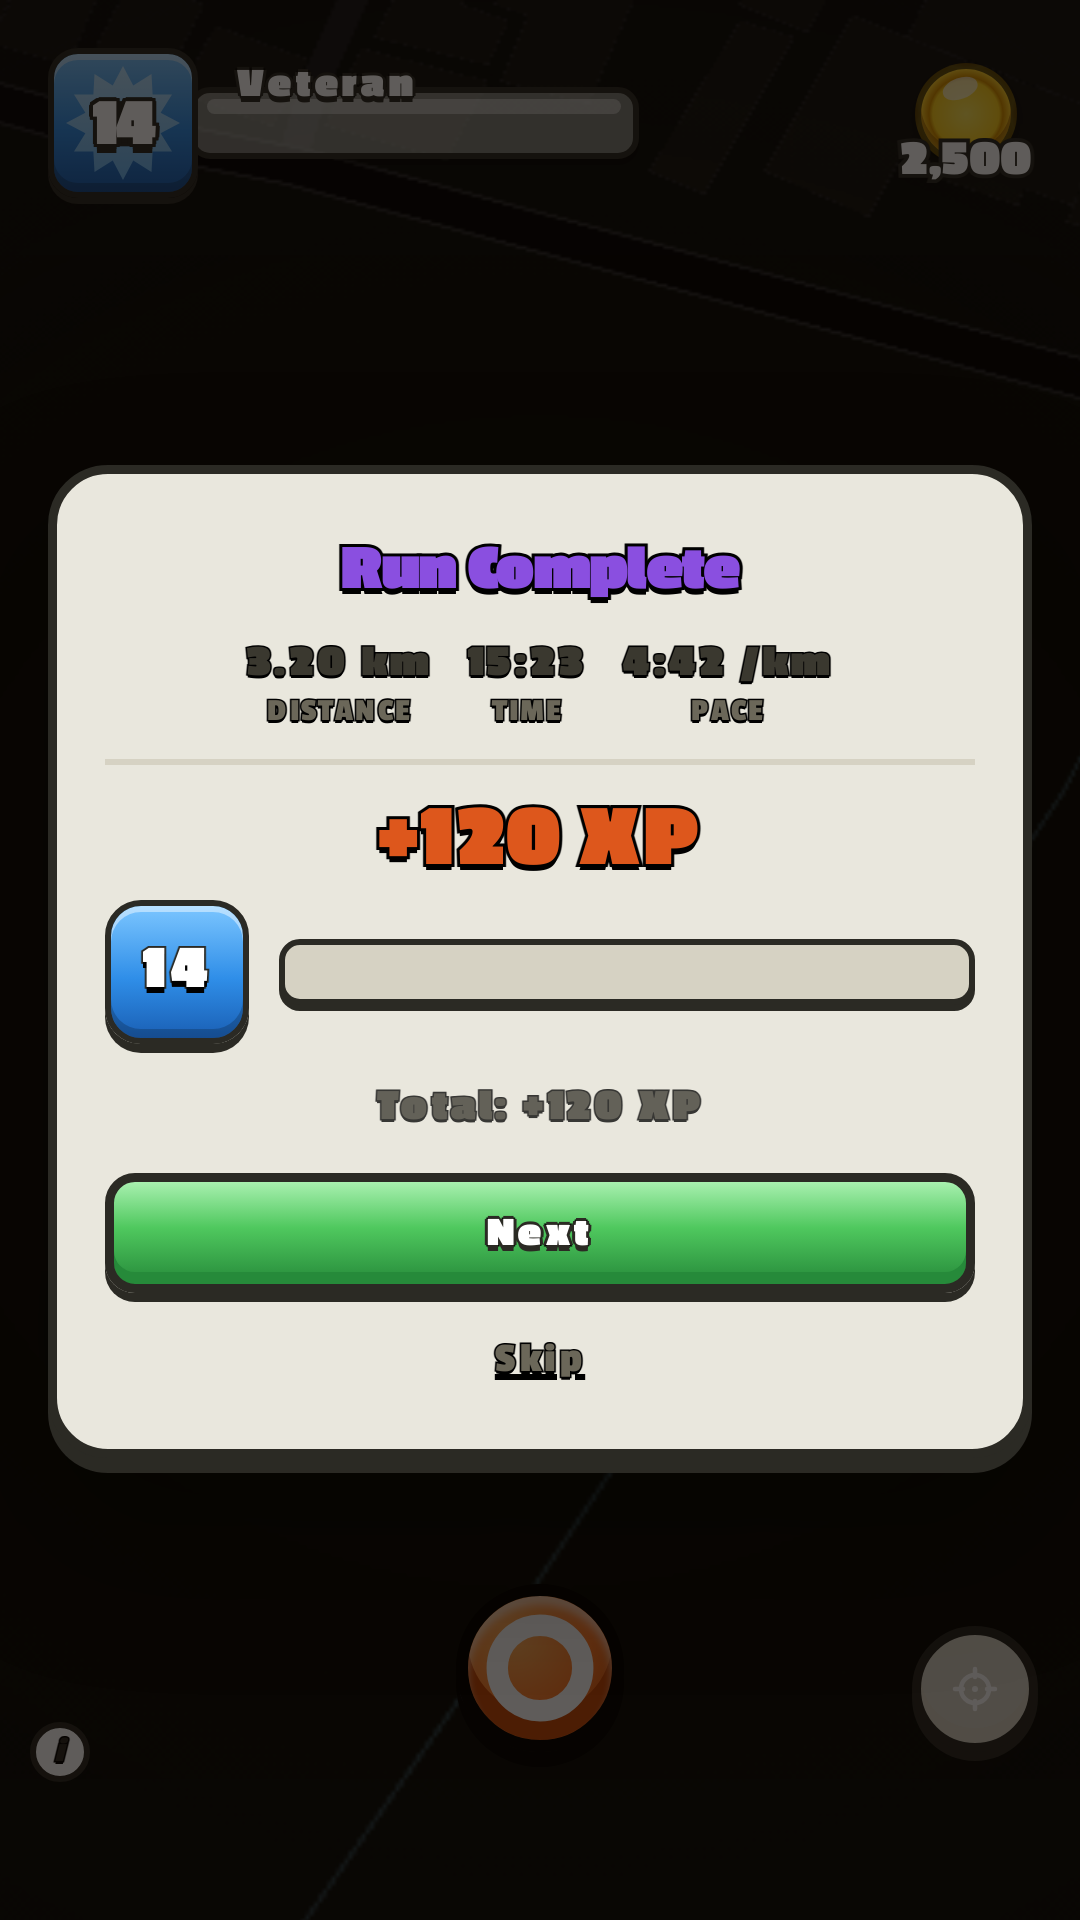 Veteran
14
2,500
Run Complete
3.20 km 15:23 4:42 /km
DISTANCE TIME PACE
+120 XP
14
Total: +120 XP
Next
Skip
i